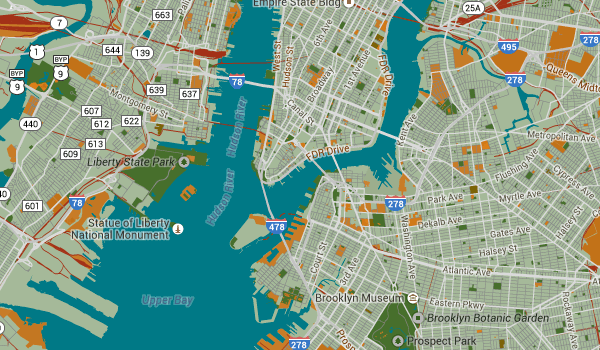 Empire State Bldg
663
25A
7
1
644
139
495
278
BYP
9
BYP
9
78
639
637
West St
Hudson St
6th Ave
Broadway
1st Avenue
FDR Drive
278
Queens Midt
Montgomery St
607
612
622
440
613
609
Canal St
Hudson River
Kent Ave
Metropolitan Ave
Liberty State Park
FDR Drive
Flushing Ave
Cypress Ave
601
78
Hudson River
278
Park Ave
Myrtle Ave
Statue of Liberty
National Monument
478
Dekalb Ave
Washington Ave
Gates Ave
Halsey St
Halsey St
Court St
3rd Ave
Atlantic Ave
Upper Bay
Brooklyn Museum
Eastern Pkwy
Rockaway Ave
Brooklyn Botanic Garden
278
Prospect Park